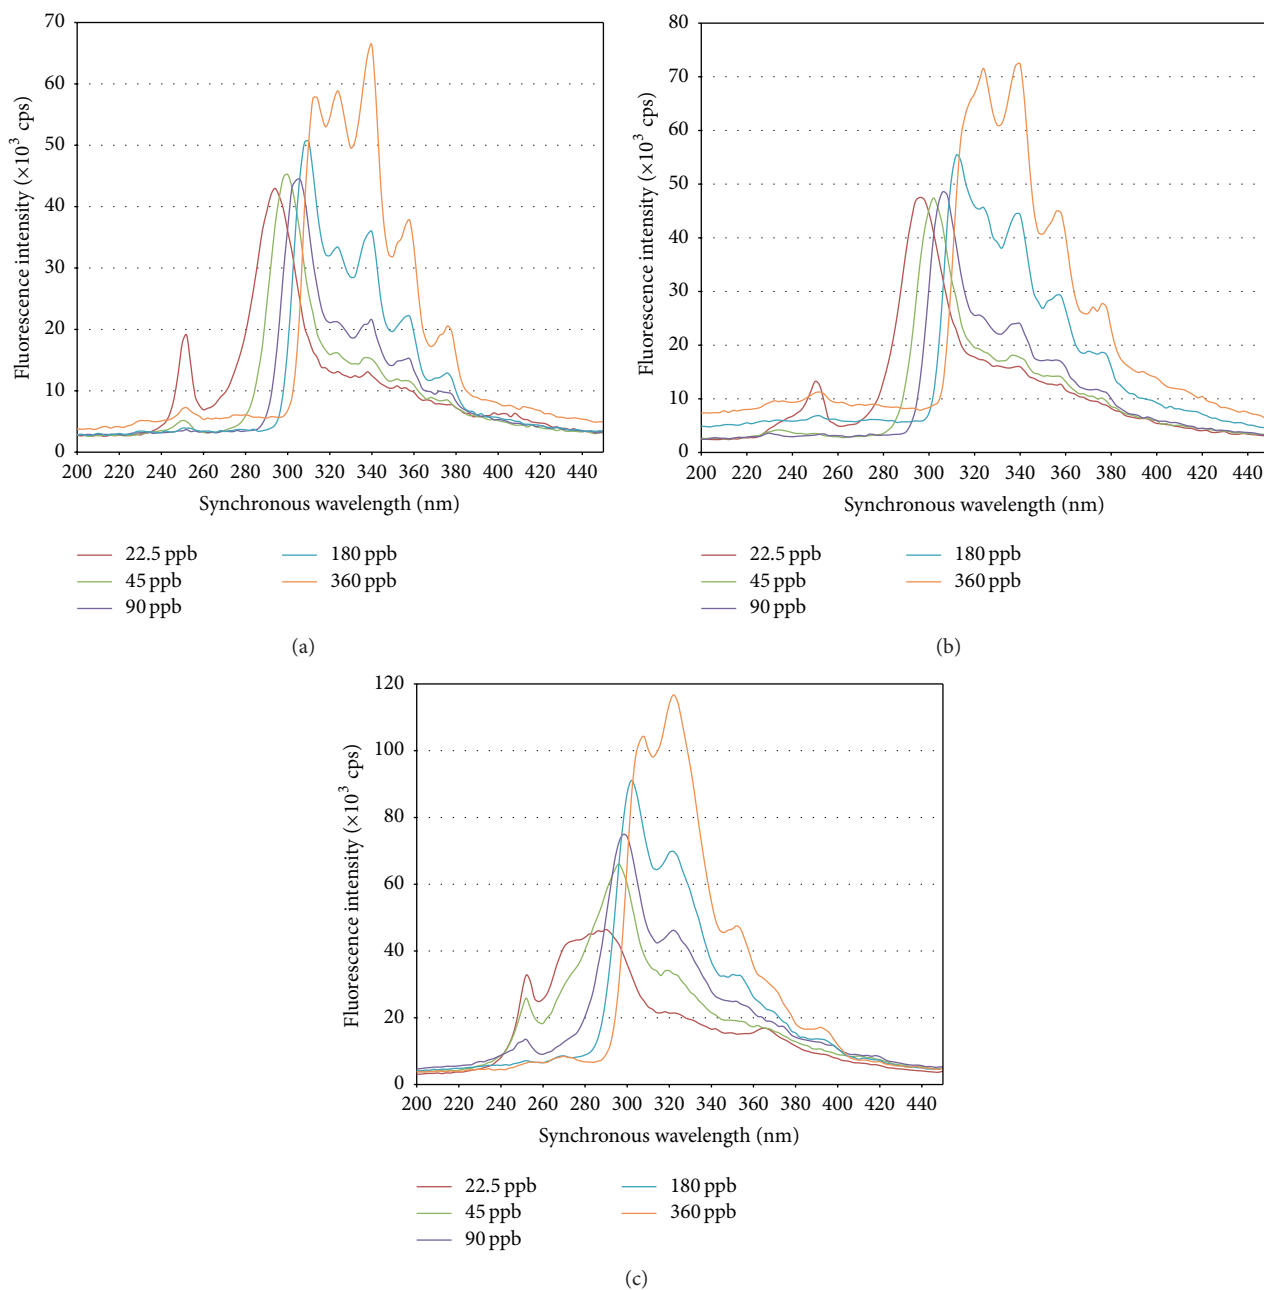 70
60
50
40
30
20
10
0
Fluorescence intensity (×10³ cps)
200 220 240 260 280 300 320 340 360 380 400 420 440
Synchronous wavelength (nm)
22.5 ppb
45 ppb
90 ppb
180 ppb
360 ppb
(a)
80
70
60
50
40
30
20
10
0
Fluorescence intensity (×10³ cps)
200 220 240 260 280 300 320 340 360 380 400 420 440
Synchronous wavelength (nm)
22.5 ppb
45 ppb
90 ppb
180 ppb
360 ppb
(b)
120
100
80
60
40
20
0
Fluorescence intensity (×10³ cps)
200 220 240 260 280 300 320 340 360 380 400 420 440
Synchronous wavelength (nm)
22.5 ppb
45 ppb
90 ppb
180 ppb
360 ppb
(c)